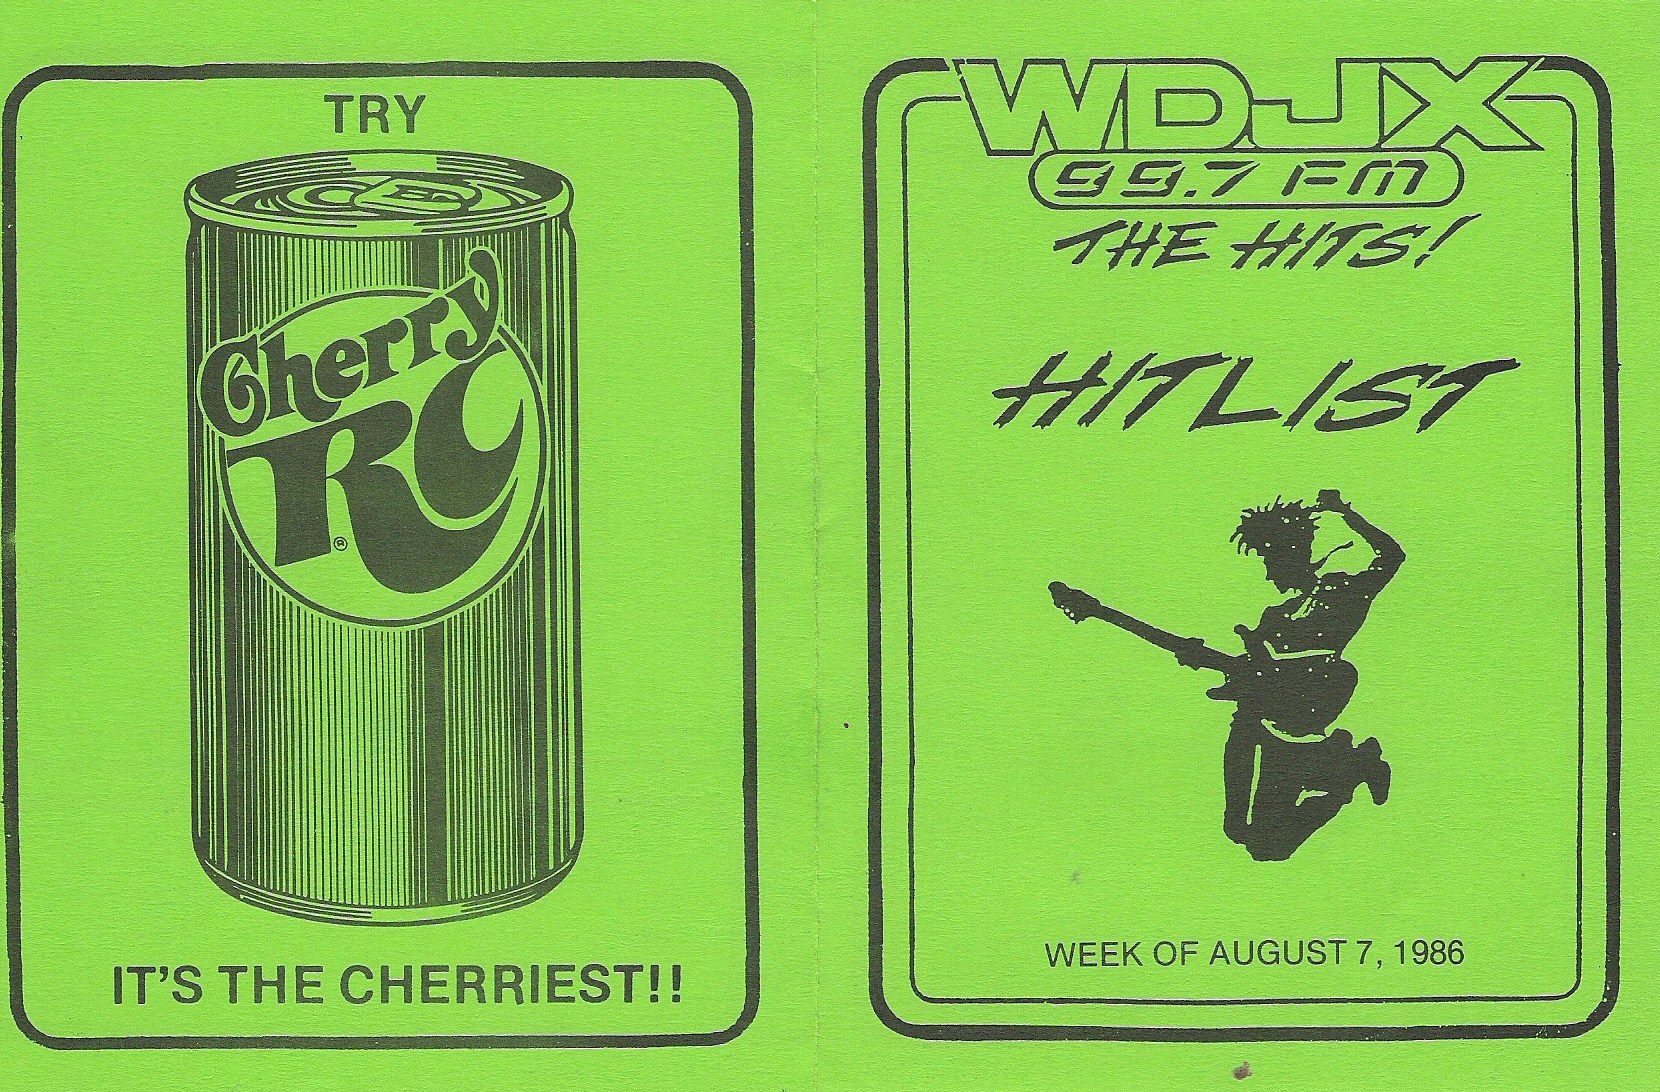 TRY
Cherry
RC
®
IT'S THE CHERRIEST!!
WDJX
99.7 FM
THE HITS!
HITLIST
WEEK OF AUGUST 7, 1986